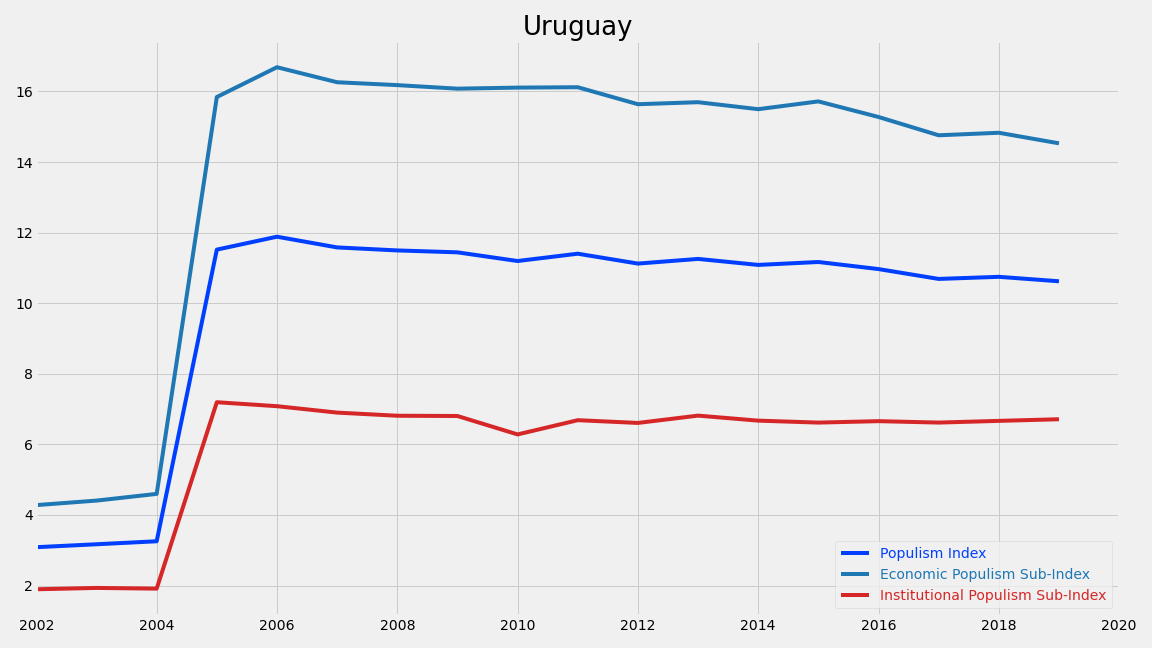 Uruguay
16
14
12
10
8
6
4
2
Populism Index
Economic Populism Sub-Index
Institutional Populism Sub-Index
2002 2004 2006 2008 2010 2012 2014 2016 2018 2020